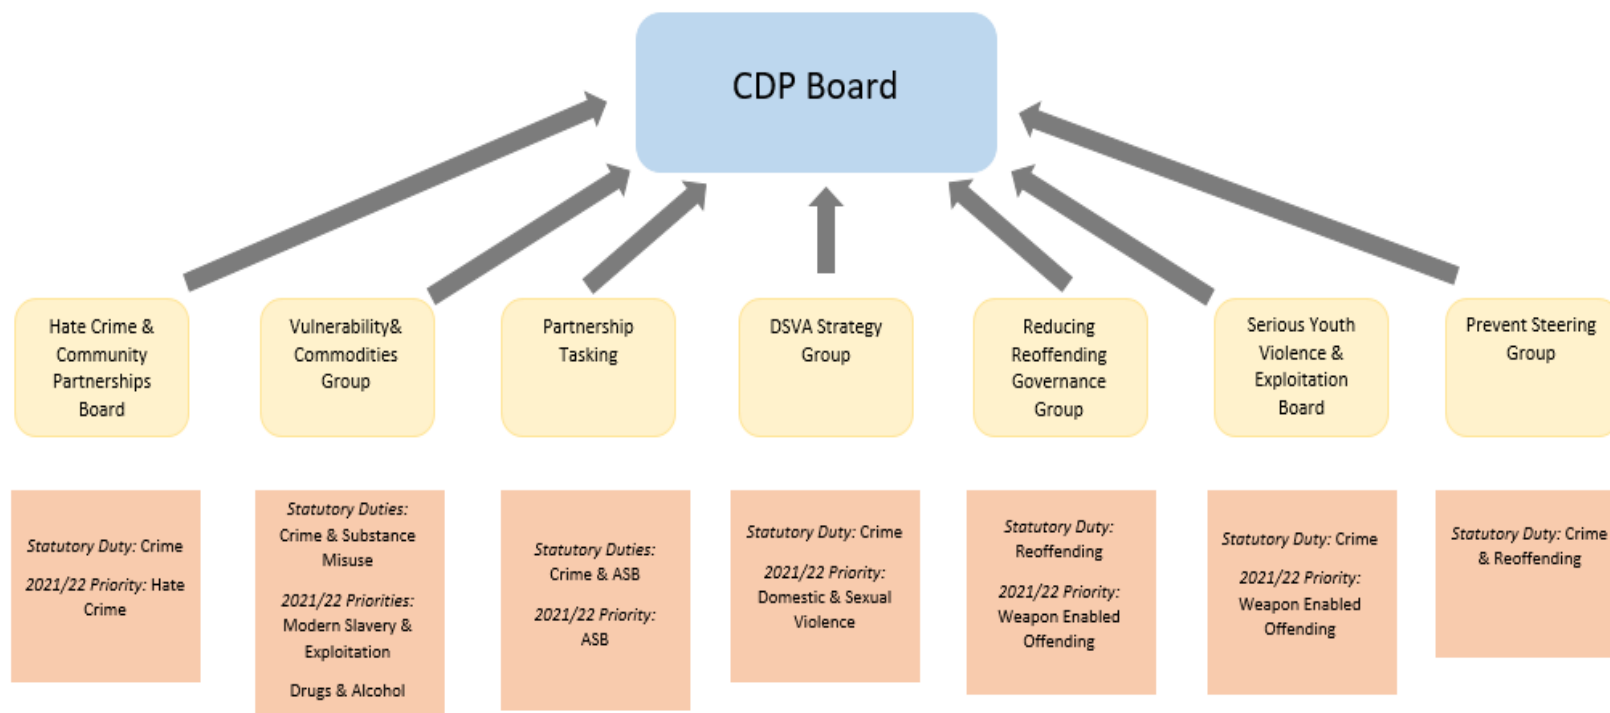 CDP Board
Hate Crime &
Community
Partnerships
Board
Vulnerability&
Commodities
Group
Partnership
Tasking
DSVA Strategy
Group
Reducing
Reoffending
Governance
Group
Serious Youth
Violence &
Exploitation
Board
Prevent Steering
Group
Statutory Duty: Crime
2021/22 Priority: Hate
Crime
Statutory Duties:
Crime & Substance
Misuse
2021/22 Priorities:
Modern Slavery &
Exploitation
Drugs & Alcohol
Statutory Duties:
Crime & ASB
2021/22 Priority:
ASB
Statutory Duty: Crime
2021/22 Priority:
Domestic & Sexual
Violence
Statutory Duty:
Reoffending
2021/22 Priority:
Weapon Enabled
Offending
Statutory Duty: Crime
2021/22 Priority:
Weapon Enabled
Offending
Statutory Duty: Crime
& Reoffending